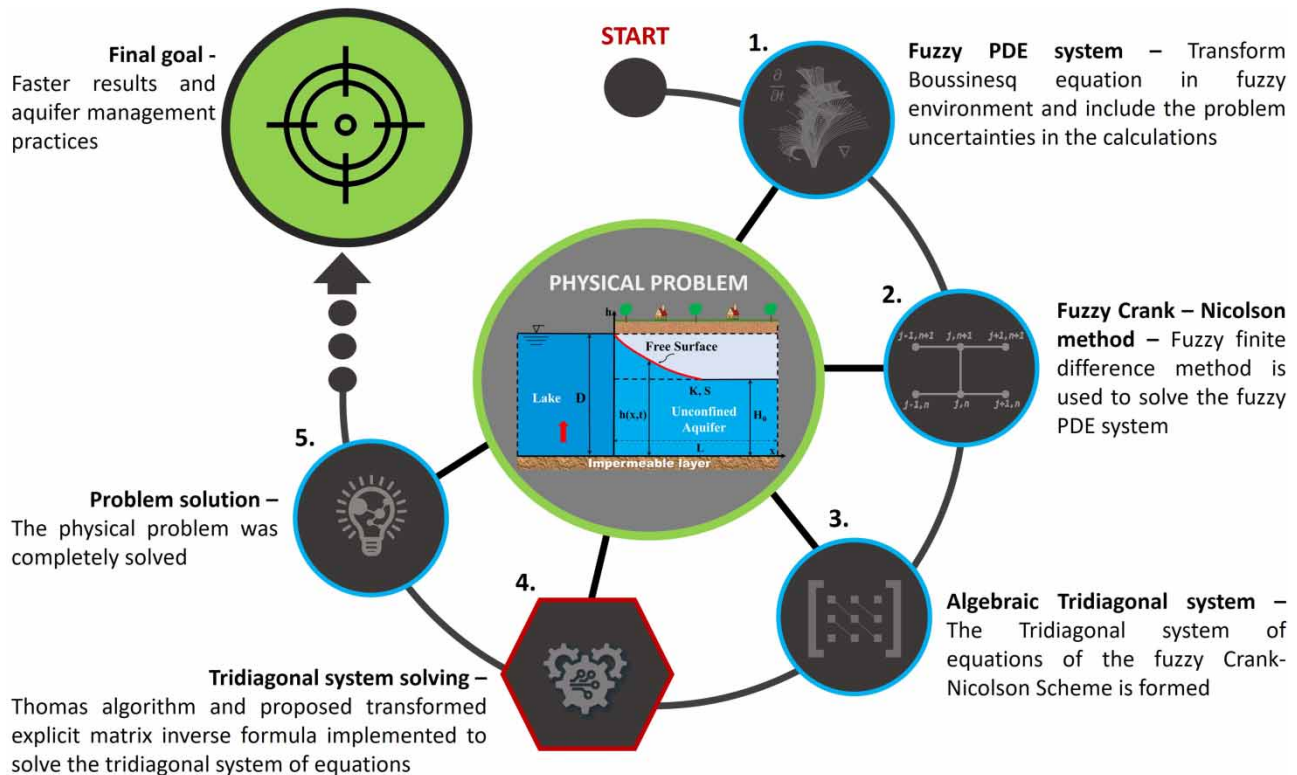 START
1.
Fuzzy PDE system – Transform
Boussinesq equation in fuzzy
environment and include the problem
uncertainties in the calculations
∂
∂t
∇
2.
Fuzzy Crank – Nicolson
method – Fuzzy finite
difference method is
used to solve the fuzzy
PDE system
j-1,n+1 j,n+1 j+1,n+1
j-1,n j,n j+1,n
3.
Algebraic Tridiagonal system –
The Tridiagonal system of
equations of the fuzzy Crank-
Nicolson Scheme is formed
4.
Tridiagonal system solving –
Thomas algorithm and proposed transformed
explicit matrix inverse formula implemented to
solve the tridiagonal system of equations
5.
Problem solution –
The physical problem was
completely solved
Final goal -
Faster results and
aquifer management
practices
PHYSICAL PROBLEM
h
Free Surface
K, S
Lake
D
h(x,t)
Unconfined
Aquifer
H₀
L
x
Impermeable layer